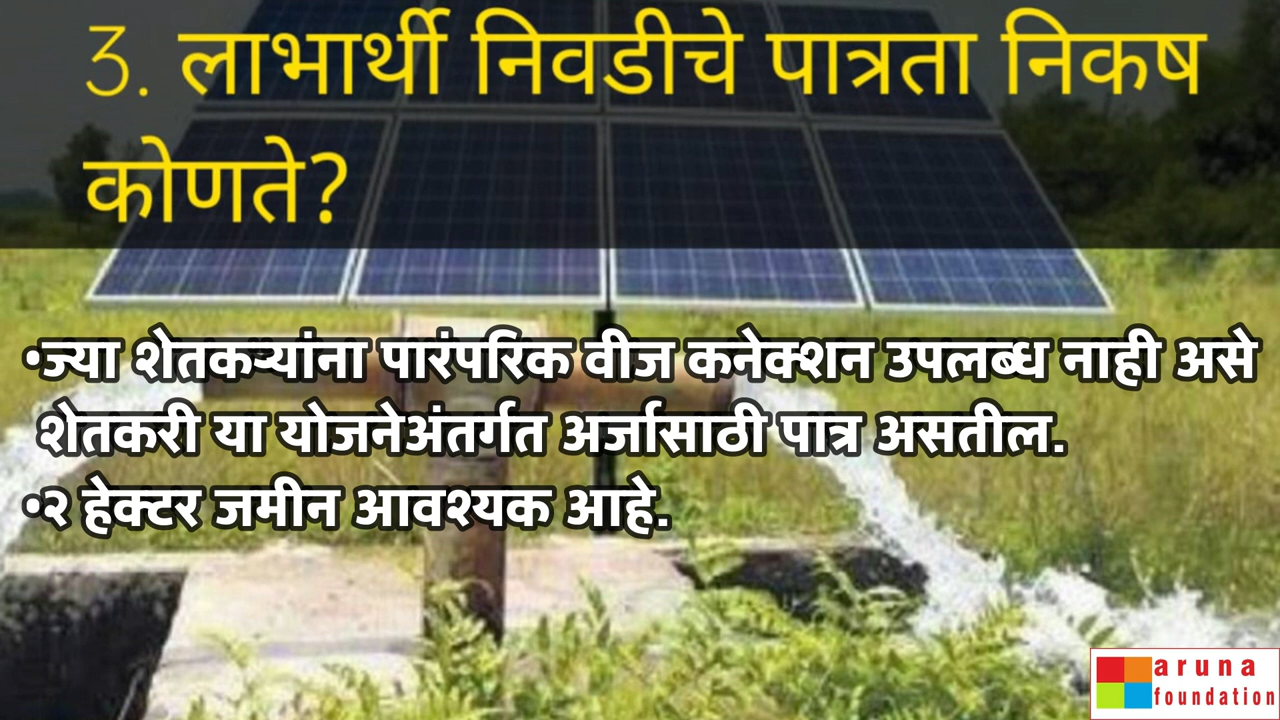 3. लाभार्थी निवडीचे पात्रता निकष
कोणते?
•ज्या शेतकऱ्यांना पारंपरिक वीज कनेक्शन उपलब्ध नाही असे
शेतकरी या योजनेअंतर्गत अर्जासाठी पात्र असतील.
•२ हेक्टर जमीन आवश्यक आहे.
aruna
foundation